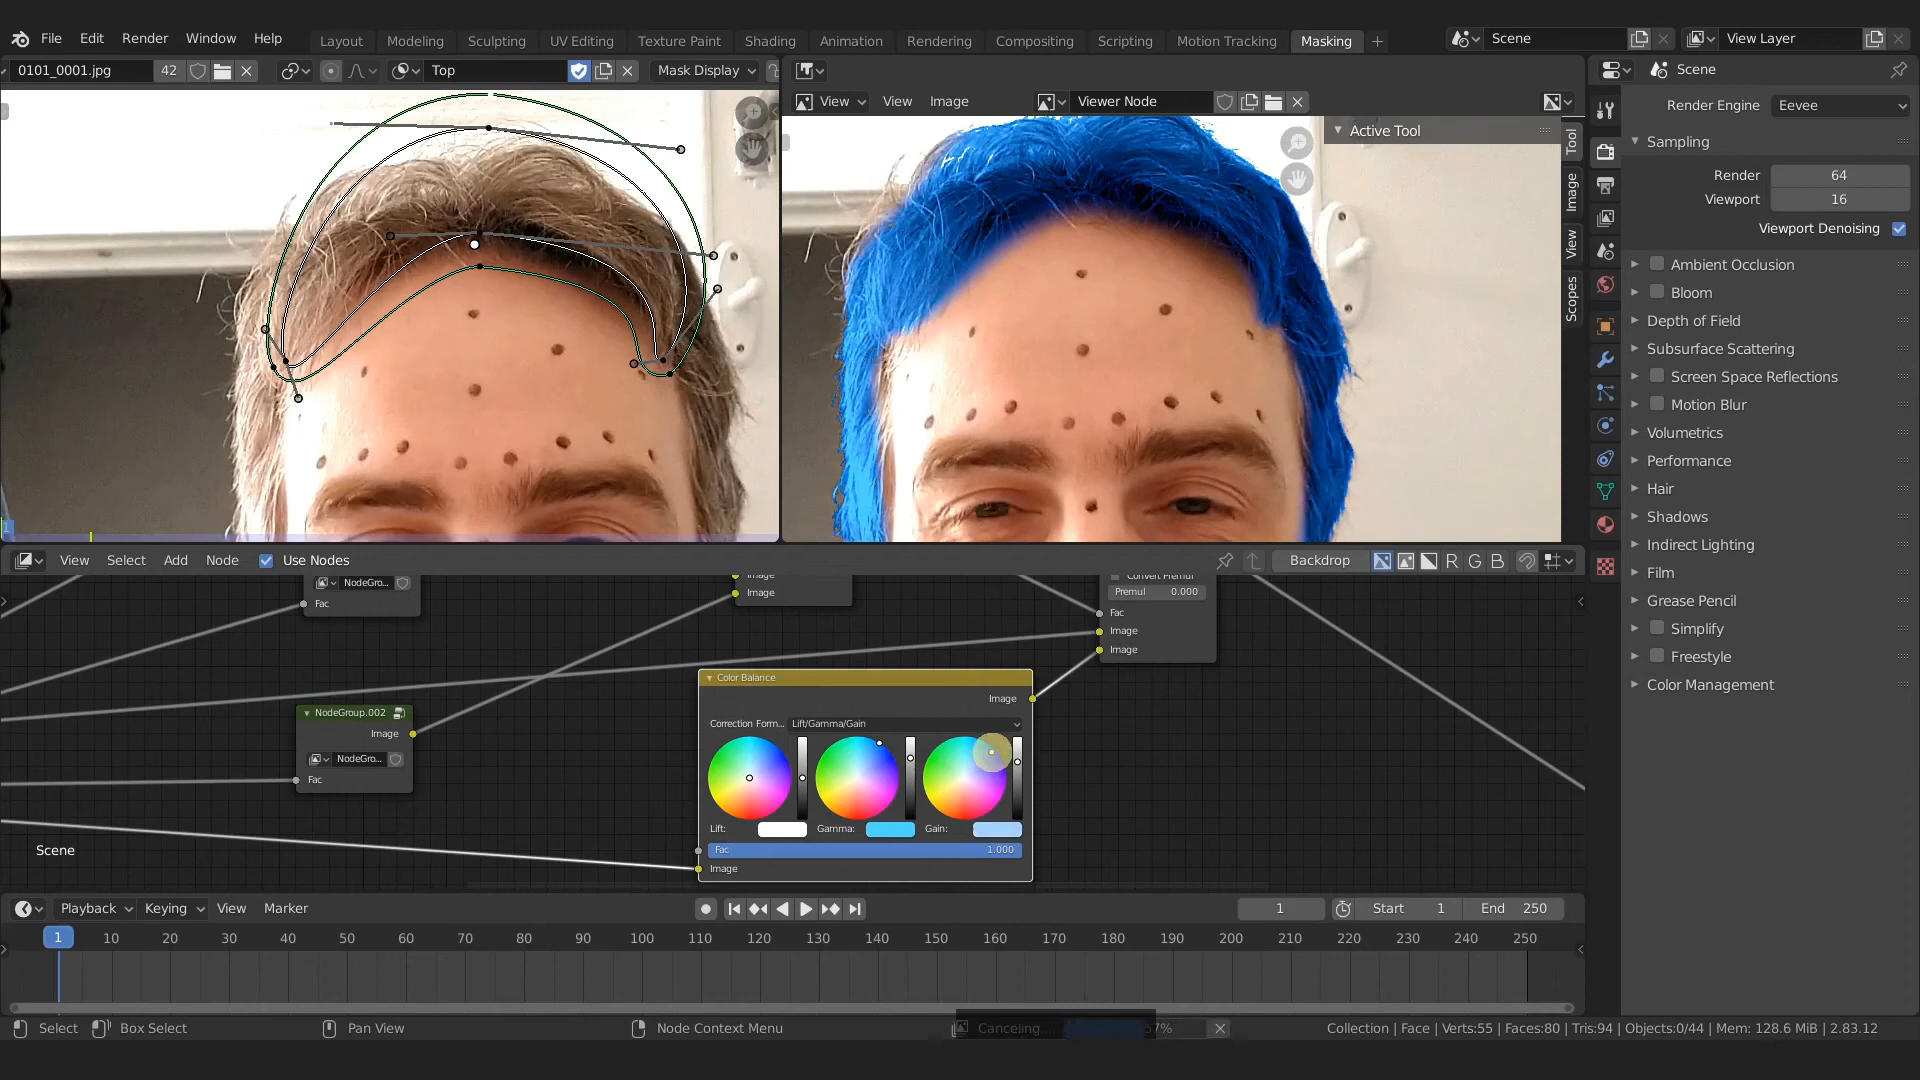 File Edit Render Window Help
Layout Modeling Sculpting UV Editing Texture Paint Shading Animation Rendering Compositing Scripting Motion Tracking Masking +
Scene
View Layer
0101_0001.jpg 42
Top
Mask Display
Scene
View View Image
Viewer Node
Active Tool
Tool
Image
View
Scopes
Render Engine Eevee
Sampling
Render 64
Viewport 16
Viewport Denoising
Ambient Occlusion
Bloom
Depth of Field
Subsurface Scattering
Screen Space Reflections
Motion Blur
Volumetrics
Performance
Hair
Shadows
Indirect Lighting
Film
Grease Pencil
Simplify
Freestyle
Color Management
1
View Select Add Node Use Nodes
Backdrop R G B
NodeGro...
Fac
Image
Image
Convert Premul
Premul 0.000
Fac
Image
Image
NodeGroup.002
Image
NodeGro...
Fac
Color Balance
Image
Correction Form... Lift/Gamma/Gain
Lift: Gamma: Gain:
Fac 1.000
Image
Scene
Playback Keying View Marker
1 Start 1 End 250
1 10 20 30 40 50 60 70 80 90 100 110 120 130 140 150 160 170 180 190 200 210 220 230 240 250
Select Box Select Pan View Node Context Menu
Canceling... 57%
Collection | Face | Verts:55 | Faces:80 | Tris:94 | Objects:0/44 | Mem: 128.6 MiB | 2.83.12